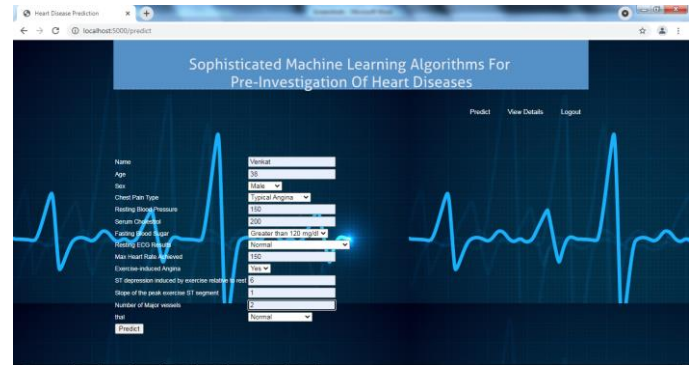 Heart Disease Prediction
localhost:5000/predict
Sophisticated Machine Learning Algorithms For
Pre-Investigation Of Heart Diseases
Predict View Details Logout
Name Venkat
Age 38
Sex Male
Chest Pain Type Typical Angina
Resting Blood Pressure 150
Serum Cholestrol 200
Fasting Blood Sugar Greater than 120 mg/dl
Resting ECG Results Normal
Max Heart Rate Achieved 150
Exercise-induced Angina Yes
ST depression induced by exercise relative to rest 6
Slope of the peak exercise ST segment 1
Number of Major vessels 2
thal Normal
Predict